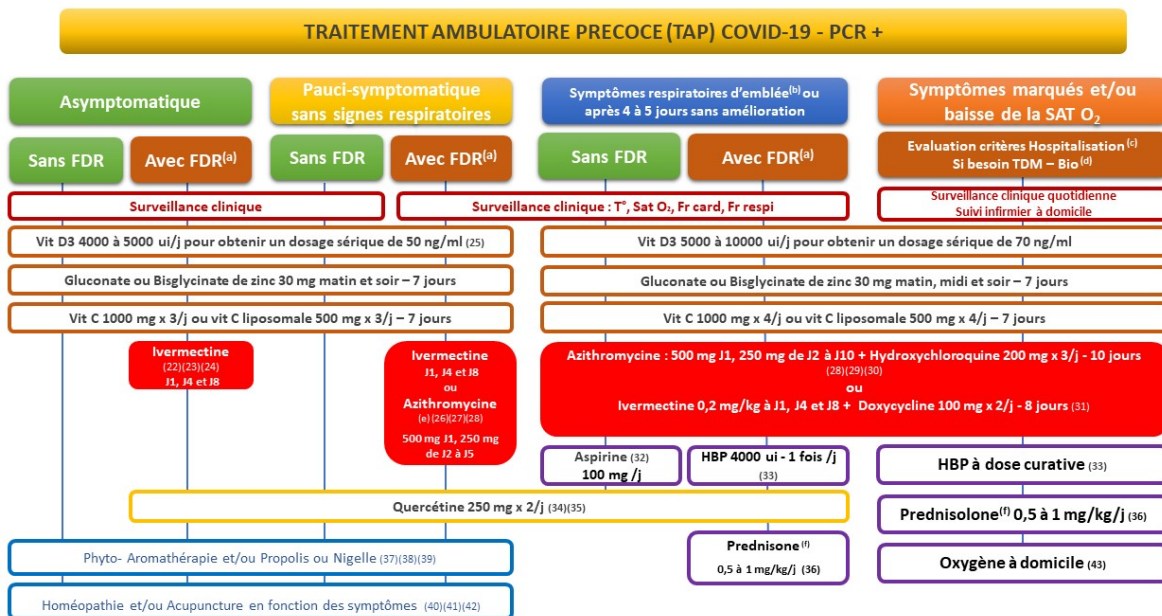 TRAITEMENT AMBULATOIRE PRECOCE (TAP) COVID-19 - PCR +
Asymptomatique
Pauci-symptomatique
sans signes respiratoires
Symptômes respiratoires d'emblée(b) ou
après 4 à 5 jours sans amélioration
Symptômes marqués et/ou
baisse de la SAT O2
Sans FDR
Avec FDR(a)
Sans FDR
Avec FDR(a)
Sans FDR
Avec FDR(a)
Evaluation critères Hospitalisation (c)
Si besoin TDM – Bio(d)
Surveillance clinique
Surveillance clinique : T°, Sat O2, Fr card, Fr respi
Surveillance clinique quotidienne
Suivi infirmier à domicile
Vit D3 4000 à 5000 ui/j pour obtenir un dosage sérique de 50 ng/ml (25)
Vit D3 5000 à 10000 ui/j pour obtenir un dosage sérique de 70 ng/ml
Gluconate ou Bisglycinate de zinc 30 mg matin et soir – 7 jours
Gluconate ou Bisglycinate de zinc 30 mg matin, midi et soir – 7 jours
Vit C 1000 mg x 3/j ou vit C liposomale 500 mg x 3/j – 7 jours
Vit C 1000 mg x 4/j ou vit C liposomale 500 mg x 4/j – 7 jours
Ivermectine
(22)(23)(24)
J1, J4 et J8
Ivermectine
J1, J4 et J8
ou
Azithromycine
(e)(26)(27)(28)
500 mg J1, 250 mg
de J2 à J5
Azithromycine : 500 mg J1, 250 mg de J2 à J10 + Hydroxychloroquine 200 mg x 3/j - 10 jours
(28)(29)(30)
ou
Ivermectine 0,2 mg/kg à J1, J4 et J8 + Doxycycline 100 mg x 2/j - 8 jours (31)
Aspirine (32)
100 mg /j
HBP 4000 ui - 1 fois /j
(33)
HBP à dose curative (33)
Quercétine 250 mg x 2/j (34)(35)
Prednisolone(f) 0,5 à 1 mg/kg/j (36)
Phyto- Aromathérapie et/ou Propolis ou Nigelle (37)(38)(39)
Prednisone (f)
0,5 à 1 mg/kg/j (36)
Oxygène à domicile (43)
Homéopathie et/ou Acupuncture en fonction des symptômes (40)(41)(42)